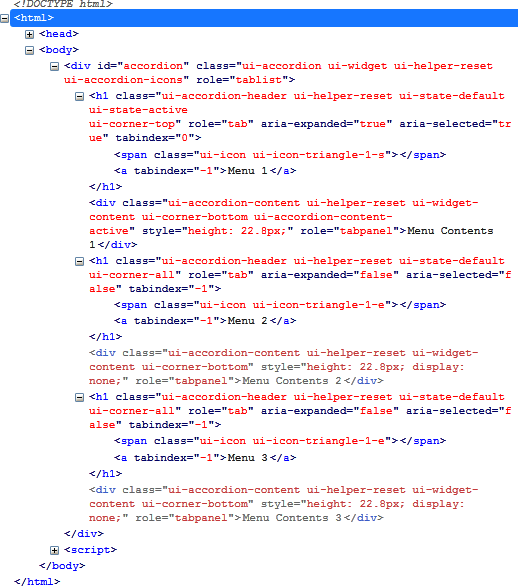 <!DOCTYPE html>
<html>
<head>
<body>
<div id="accordion" class="ui-accordion ui-widget ui-helper-reset
ui-accordion-icons" role="tablist">
<h1 class="ui-accordion-header ui-helper-reset ui-state-default
ui-state-active
ui-corner-top" role="tab" aria-expanded="true" aria-selected="tr
ue" tabindex="0">
<span class="ui-icon ui-icon-triangle-1-s"></span>
<a tabindex="-1">Menu 1</a>
</h1>
<div class="ui-accordion-content ui-helper-reset ui-widget-
content ui-corner-bottom ui-accordion-content-
active" style="height: 22.8px;" role="tabpanel">Menu Contents
1</div>
<h1 class="ui-accordion-header ui-helper-reset ui-state-default
ui-corner-all" role="tab" aria-expanded="false" aria-selected="f
alse" tabindex="-1">
<span class="ui-icon ui-icon-triangle-1-e"></span>
<a tabindex="-1">Menu 2</a>
</h1>
<div class="ui-accordion-content ui-helper-reset ui-widget-
content ui-corner-bottom" style="height: 22.8px; display:
none;" role="tabpanel">Menu Contents 2</div>
<h1 class="ui-accordion-header ui-helper-reset ui-state-default
ui-corner-all" role="tab" aria-expanded="false" aria-selected="f
alse" tabindex="-1">
<span class="ui-icon ui-icon-triangle-1-e"></span>
<a tabindex="-1">Menu 3</a>
</h1>
<div class="ui-accordion-content ui-helper-reset ui-widget-
content ui-corner-bottom" style="height: 22.8px; display:
none;" role="tabpanel">Menu Contents 3</div>
</div>
<script>
</body>
</html>